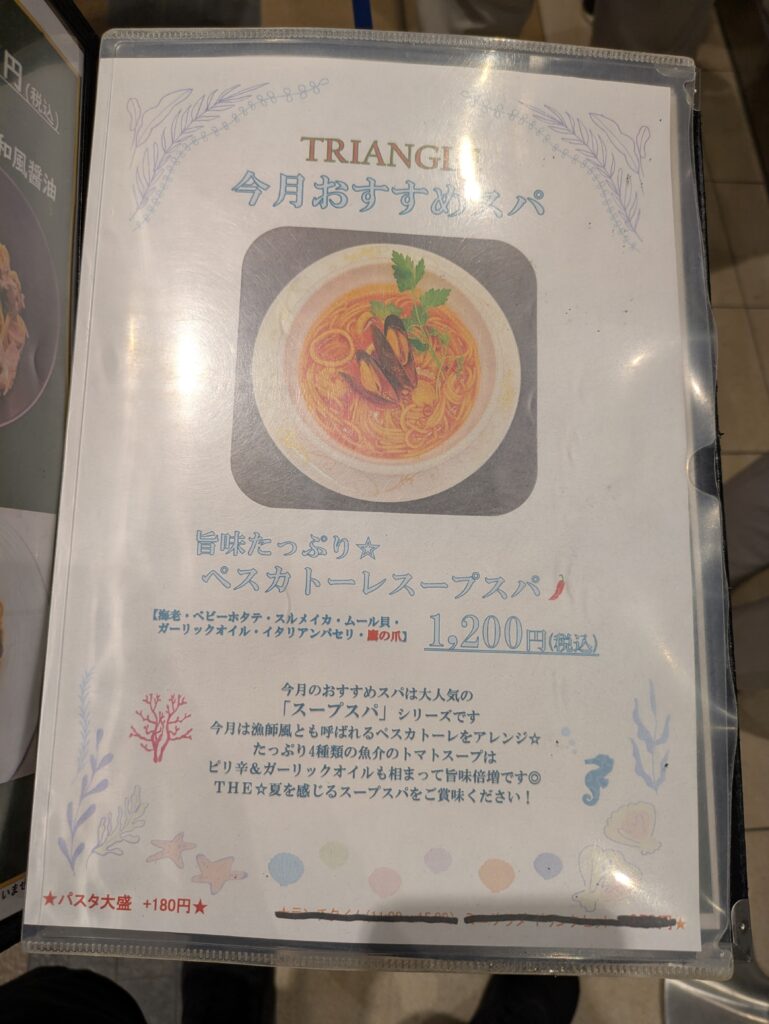 円(税込)
和風醤油
TRIANGLE
今月おすすめスパ
旨味たっぷり☆
ペスカトーレスープスパ
【海老・ベビーホタテ・スルメイカ・ムール貝・
ガーリックオイル・イタリアンパセリ・鷹の爪】
1,200円(税込)
今月のおすすめスパは大人気の
「スープスパ」シリーズです
今月は漁師風とも呼ばれるペスカトーレをアレンジ☆
たっぷり4種類の魚介のトマトスープは
ピリ辛&ガーリックオイルも相まって旨味倍増です◎
THE☆夏を感じるスープスパをご賞味ください!
いませ
★パスタ大盛 +180円★